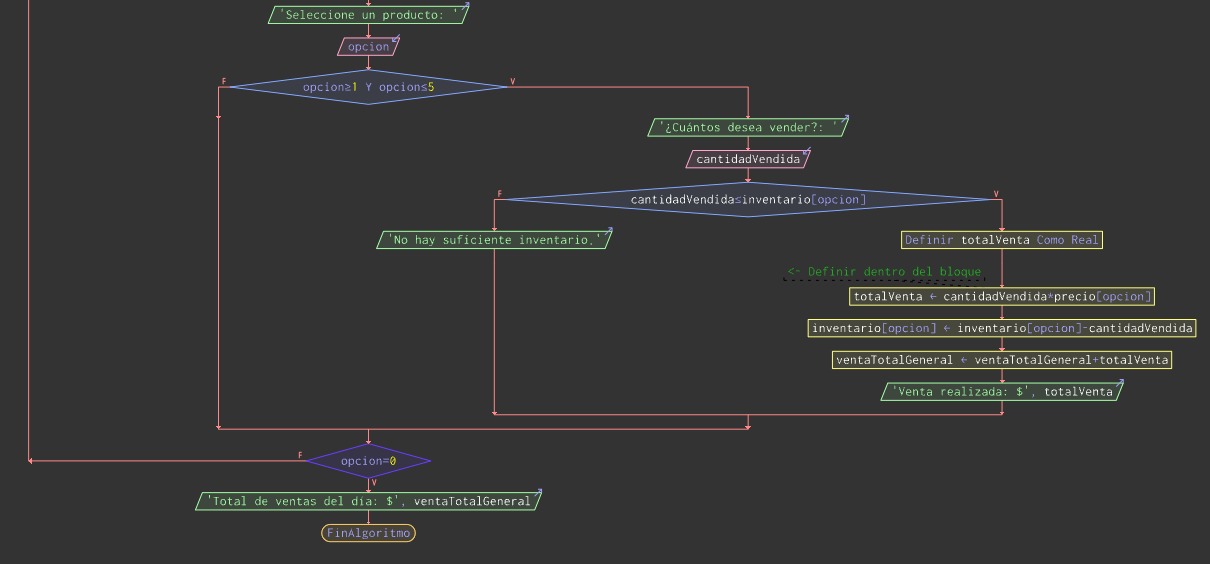 'Seleccione un producto: '
opcion
opcion≥1 Y opcion≤5
F
V
'¿Cuántos desea vender?: '
cantidadVendida
cantidadVendida≤inventario[opcion]
F
V
'No hay suficiente inventario.'
Definir totalVenta Como Real
<- Definir dentro del bloque
totalVenta ← cantidadVendida*precio[opcion]
inventario[opcion] ← inventario[opcion]-cantidadVendida
ventaTotalGeneral ← ventaTotalGeneral+totalVenta
'Venta realizada: $', totalVenta
opcion=0
F
V
'Total de ventas del día: $', ventaTotalGeneral
FinAlgoritmo